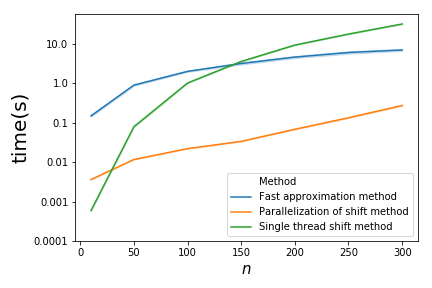 time(s)
10.0
1.0
0.1
0.01
0.001
0.0001
0
50
100
150
200
250
300
n
Method
Fast approximation method
Parallelization of shift method
Single thread shift method